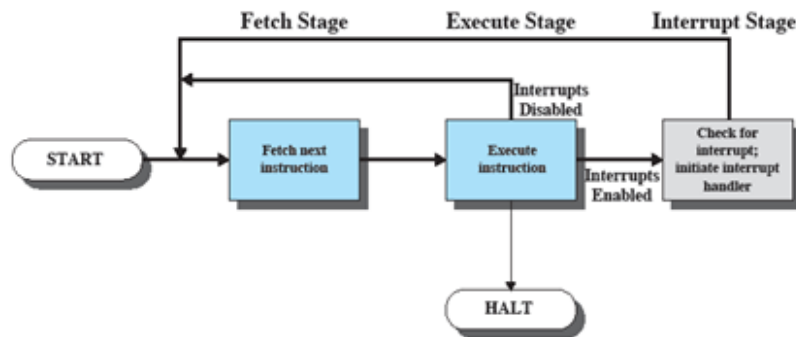 Fetch Stage
Execute Stage
Interrupt Stage
Interrupts
Disabled
START
Fetch next
instruction
Execute
instruction
Interrupts
Enabled
Check for
interrupt;
initiate interrupt
handler
HALT